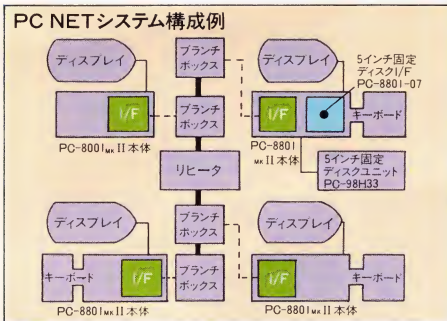 PC NETシステム構成例
ディスプレイ
I/F
PC-8001MKII本体
ブランチ
ボックス
ブランチ
ボックス
ディスプレイ
5インチ固定
ディスクI/F
PC-8801-07
I/F
キーボード
PC-8801
MKII本体
リピータ
5インチ固定
ディスクユニット
PC-98H33
ディスプレイ
キーボード
I/F
PC-8801MKII本体
ブランチ
ボックス
ブランチ
ボックス
ディスプレイ
I/F
キーボード
PC-8801MKII本体